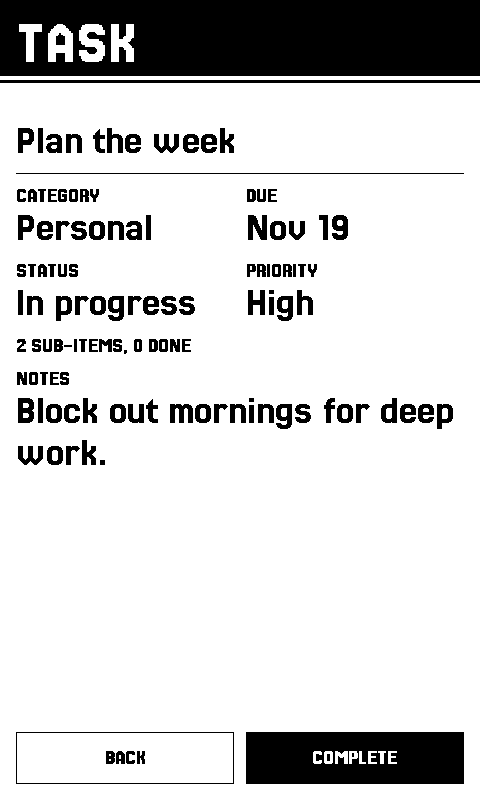 TASK
Plan the week
CATEGORY DUE
Personal Nov 19
STATUS PRIORITY
In progress High
2 SUB-ITEMS, 0 DONE
NOTES
Block out mornings for deep
work.
BACK COMPLETE